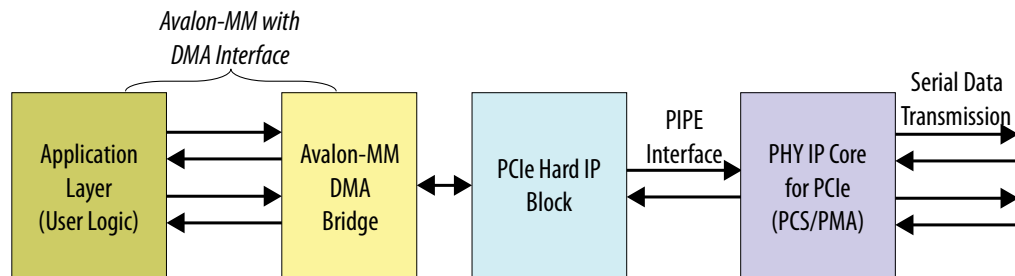 Avalon-MM with
DMA Interface
Application
Layer
(User Logic)
Avalon-MM
DMA
Bridge
PCIe Hard IP
Block
PIPE
Interface
PHY IP Core
for PCIe
(PCS/PMA)
Serial Data
Transmission